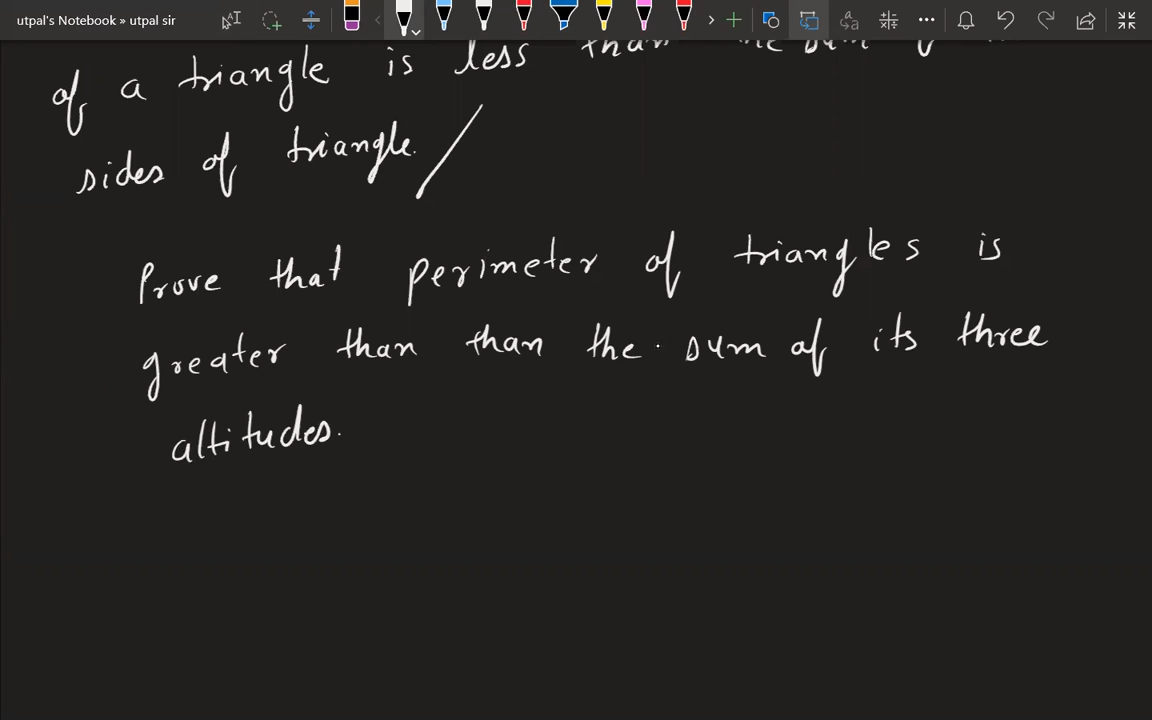 utpal's Notebook » utpal sir
than
of a triangle is less
sides of triangle.
Prove that perimeter of triangles is
greater than than the sum of its three
altitudes.